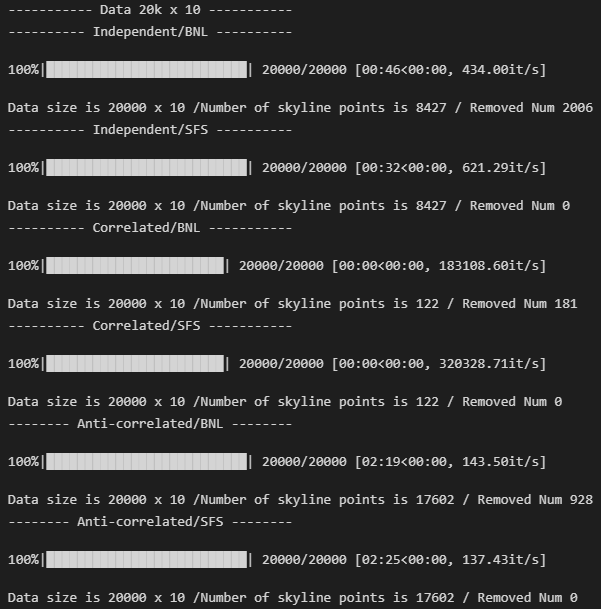 ----------- Data 20k x 10 -----------
---------- Independent/BNL ----------
100%|██████████████████████████| 20000/20000 [00:46<00:00, 434.00it/s]
Data size is 20000 x 10 /Number of skyline points is 8427 / Removed Num 2006
---------- Independent/SFS ----------
100%|██████████████████████████| 20000/20000 [00:32<00:00, 621.29it/s]
Data size is 20000 x 10 /Number of skyline points is 8427 / Removed Num 0
---------- Correlated/BNL -----------
100%|███████████████████████| 20000/20000 [00:00<00:00, 183108.60it/s]
Data size is 20000 x 10 /Number of skyline points is 122 / Removed Num 181
---------- Correlated/SFS -----------
100%|███████████████████████| 20000/20000 [00:00<00:00, 320328.71it/s]
Data size is 20000 x 10 /Number of skyline points is 122 / Removed Num 0
-------- Anti-correlated/BNL --------
100%|██████████████████████████| 20000/20000 [02:19<00:00, 143.50it/s]
Data size is 20000 x 10 /Number of skyline points is 17602 / Removed Num 928
-------- Anti-correlated/SFS --------
100%|██████████████████████████| 20000/20000 [02:25<00:00, 137.43it/s]
Data size is 20000 x 10 /Number of skyline points is 17602 / Removed Num 0